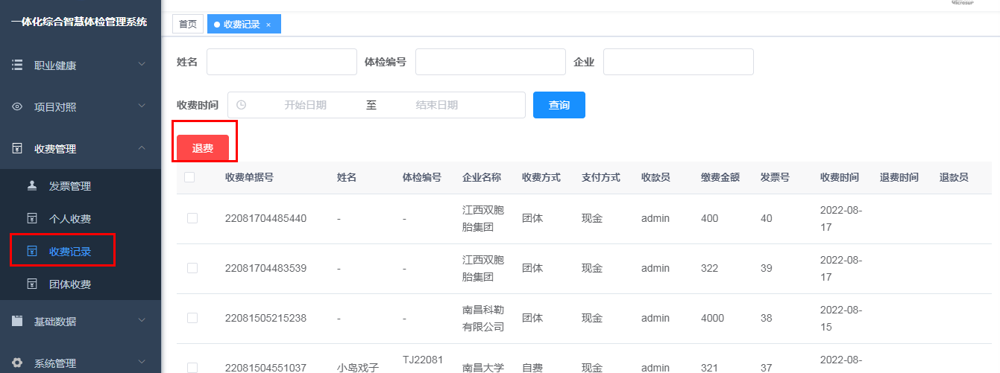 Microsun
一体化综合智慧体检管理系统
首页
收费记录 ×
职业健康
项目对照
收费管理
发票管理
个人收费
收费记录
团体收费
基础数据
系统管理
姓名 体检编号 企业
收费时间 开始日期 至 结束日期 查询
退费
收费单据号 姓名 体检编号 企业名称 收费方式 支付方式 收款员 缴费金额 发票号 收费时间 退费时间 退款员
22081704485440 - - 江西双胞 团体 现金 admin 400 40 2022-08-
胎集团 17
22081704483539 - - 江西双胞 团体 现金 admin 322 39 2022-08-
胎集团 17
22081505215238 - - 南昌科勒 团体 现金 admin 4000 38 2022-08-
有限公司 15
TJ22081 2022-08-
22081504551037 小岛戏子 南昌大学 自费 现金 admin 321 37